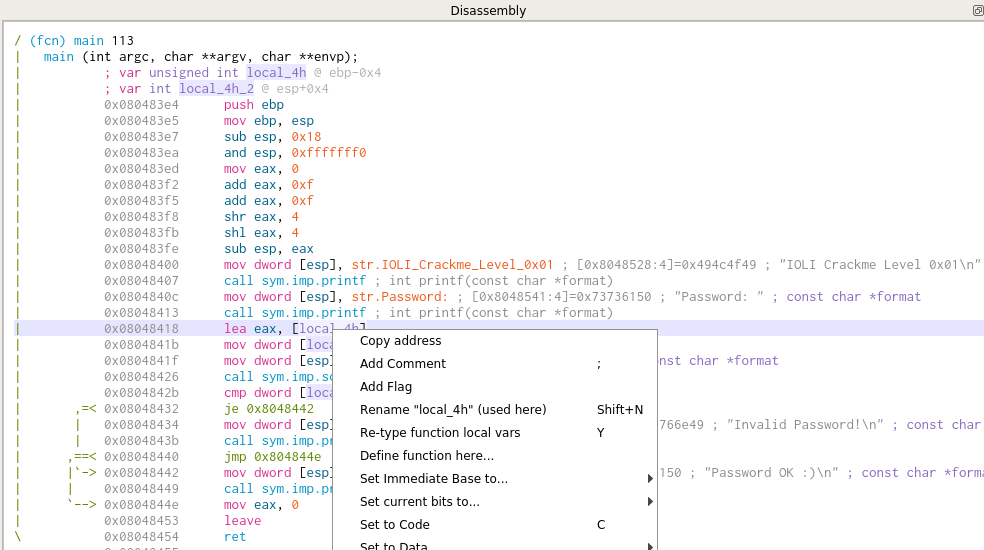 Disassembly
/ (fcn) main 113
| main (int argc, char **argv, char **envp);
| ; var unsigned int local_4h @ ebp-0x4
| ; var int local_4h_2 @ esp+0x4
| 0x080483e4 push ebp
| 0x080483e5 mov ebp, esp
| 0x080483e7 sub esp, 0x18
| 0x080483ea and esp, 0xfffffff0
| 0x080483ed mov eax, 0
| 0x080483f2 add eax, 0xf
| 0x080483f5 add eax, 0xf
| 0x080483f8 shr eax, 4
| 0x080483fb shl eax, 4
| 0x080483fe sub esp, eax
| 0x08048400 mov dword [esp], str.IOLI_Crackme_Level_0x01 ; [0x8048528:4]=0x494c4f49 ; "IOLI Crackme Level 0x01\n"
| 0x08048407 call sym.imp.printf ; int printf(const char *format)
| 0x0804840c mov dword [esp], str.Password: ; [0x8048541:4]=0x73736150 ; "Password: " ; const char *format
| 0x08048413 call sym.imp.printf ; int printf(const char *format)
| 0x08048418 lea eax, [local_4h]
| 0x0804841b mov dword [loca
| 0x0804841f mov dword [esp] nst char *format
| 0x08048426 call sym.imp.sc
| 0x0804842b cmp dword [loca
| ,=< 0x08048432 je 0x8048442
| | 0x08048434 mov dword [esp] 766e49 ; "Invalid Password!\n" ; const char
| | 0x0804843b call sym.imp.pr
| ,==< 0x08048440 jmp 0x804844e
| |`-> 0x08048442 mov dword [esp] 150 ; "Password OK :)\n" ; const char *forma
| | 0x08048449 call sym.imp.pr
| `--> 0x0804844e mov eax, 0
| 0x08048453 leave
\ 0x08048454 ret
Copy address
Add Comment ;
Add Flag
Rename "local_4h" (used here) Shift+N
Re-type function local vars Y
Define function here...
Set Immediate Base to...
Set current bits to...
Set to Code C
Set to Data